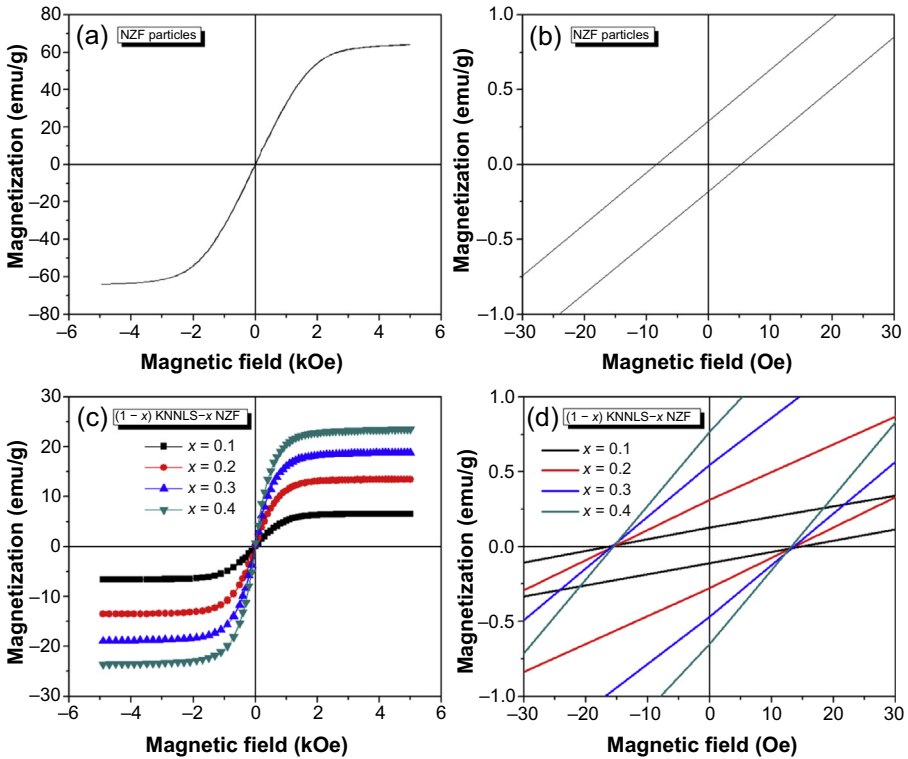 (a)
NZF particles
Magnetization (emu/g)
80
60
40
20
0
−20
−40
−60
−80
−6
−4
−2
0
2
4
6
Magnetic field (kOe)
(b)
NZF particles
Magnetization (emu/g)
1.0
0.5
0.0
−0.5
−1.0
−30
−20
−10
0
10
20
30
Magnetic field (Oe)
(c)
(1 − x) KNNLS−x NZF
x = 0.1
x = 0.2
x = 0.3
x = 0.4
Magnetization (emu/g)
30
20
10
0
−10
−20
−30
−6
−4
−2
0
2
4
6
Magnetic field (kOe)
(d)
(1 − x) KNNLS−x NZF
x = 0.1
x = 0.2
x = 0.3
x = 0.4
Magnetization (emu/g)
1.0
0.5
0.0
−0.5
−1.0
−30
−20
−10
0
10
20
30
Magnetic field (Oe)